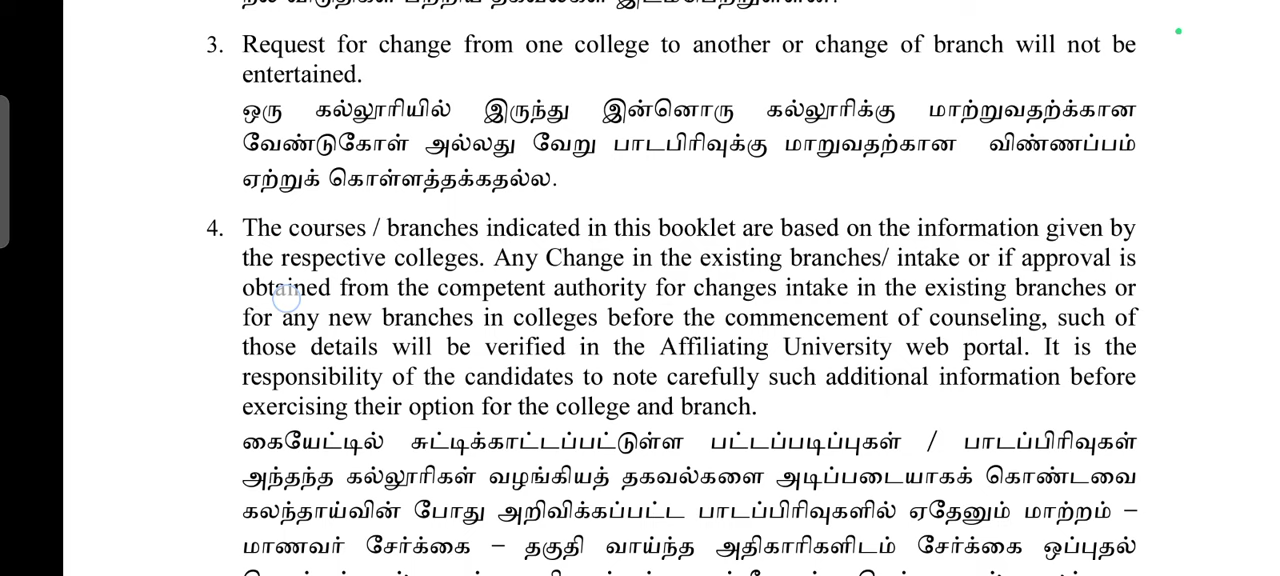 3. Request for change from one college to another or change of branch will not be
entertained.
ஒரு கல்லூரியில் இருந்து இன்னொரு கல்லூரிக்கு மாற்றுவதற்க்கான
வேண்டுகோள் அல்லது வேறு பாடபிரிவுக்கு மாறுவதற்கான விண்ணப்பம்
ஏற்றுக் கொள்ளத்தக்கதல்ல.
4. The courses / branches indicated in this booklet are based on the information given by
the respective colleges. Any Change in the existing branches/ intake or if approval is
obtained from the competent authority for changes intake in the existing branches or
for any new branches in colleges before the commencement of counseling, such of
those details will be verified in the Affiliating University web portal. It is the
responsibility of the candidates to note carefully such additional information before
exercising their option for the college and branch.
கையேட்டில் சுட்டிக்காட்டப்பட்டுள்ள பட்டப்படிப்புகள் / பாடப்பிரிவுகள்
அந்தந்த கல்லூரிகள் வழங்கியத் தகவல்களை அடிப்படையாகக் கொண்டவை
கலந்தாய்வின் போது அறிவிக்கப்பட்ட பாடப்பிரிவுகளில் ஏதேனும் மாற்றம் –
மாணவர் சேர்க்கை – தகுதி வாய்ந்த அதிகாரிகளிடம் சேர்க்கை ஒப்புதல்